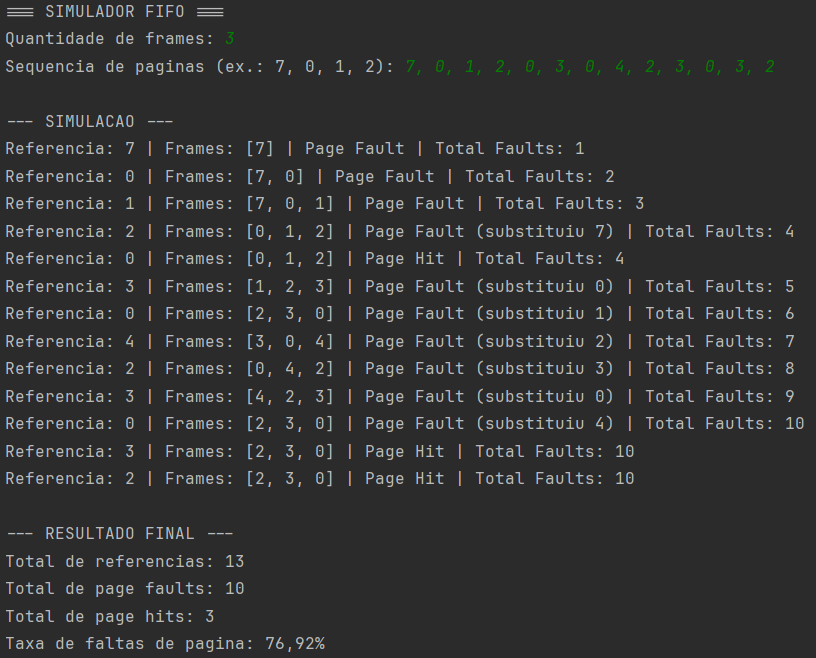 === SIMULADOR FIFO ===
Quantidade de frames: 3
Sequencia de paginas (ex.: 7, 0, 1, 2): 7, 0, 1, 2, 0, 3, 0, 4, 2, 3, 0, 3, 2
--- SIMULACAO ---
Referencia: 7 | Frames: [7] | Page Fault | Total Faults: 1
Referencia: 0 | Frames: [7, 0] | Page Fault | Total Faults: 2
Referencia: 1 | Frames: [7, 0, 1] | Page Fault | Total Faults: 3
Referencia: 2 | Frames: [0, 1, 2] | Page Fault (substituiu 7) | Total Faults: 4
Referencia: 0 | Frames: [0, 1, 2] | Page Hit | Total Faults: 4
Referencia: 3 | Frames: [1, 2, 3] | Page Fault (substituiu 0) | Total Faults: 5
Referencia: 0 | Frames: [2, 3, 0] | Page Fault (substituiu 1) | Total Faults: 6
Referencia: 4 | Frames: [3, 0, 4] | Page Fault (substituiu 2) | Total Faults: 7
Referencia: 2 | Frames: [0, 4, 2] | Page Fault (substituiu 3) | Total Faults: 8
Referencia: 3 | Frames: [4, 2, 3] | Page Fault (substituiu 0) | Total Faults: 9
Referencia: 0 | Frames: [2, 3, 0] | Page Fault (substituiu 4) | Total Faults: 10
Referencia: 3 | Frames: [2, 3, 0] | Page Hit | Total Faults: 10
Referencia: 2 | Frames: [2, 3, 0] | Page Hit | Total Faults: 10
--- RESULTADO FINAL ---
Total de referencias: 13
Total de page faults: 10
Total de page hits: 3
Taxa de faltas de pagina: 76,92%